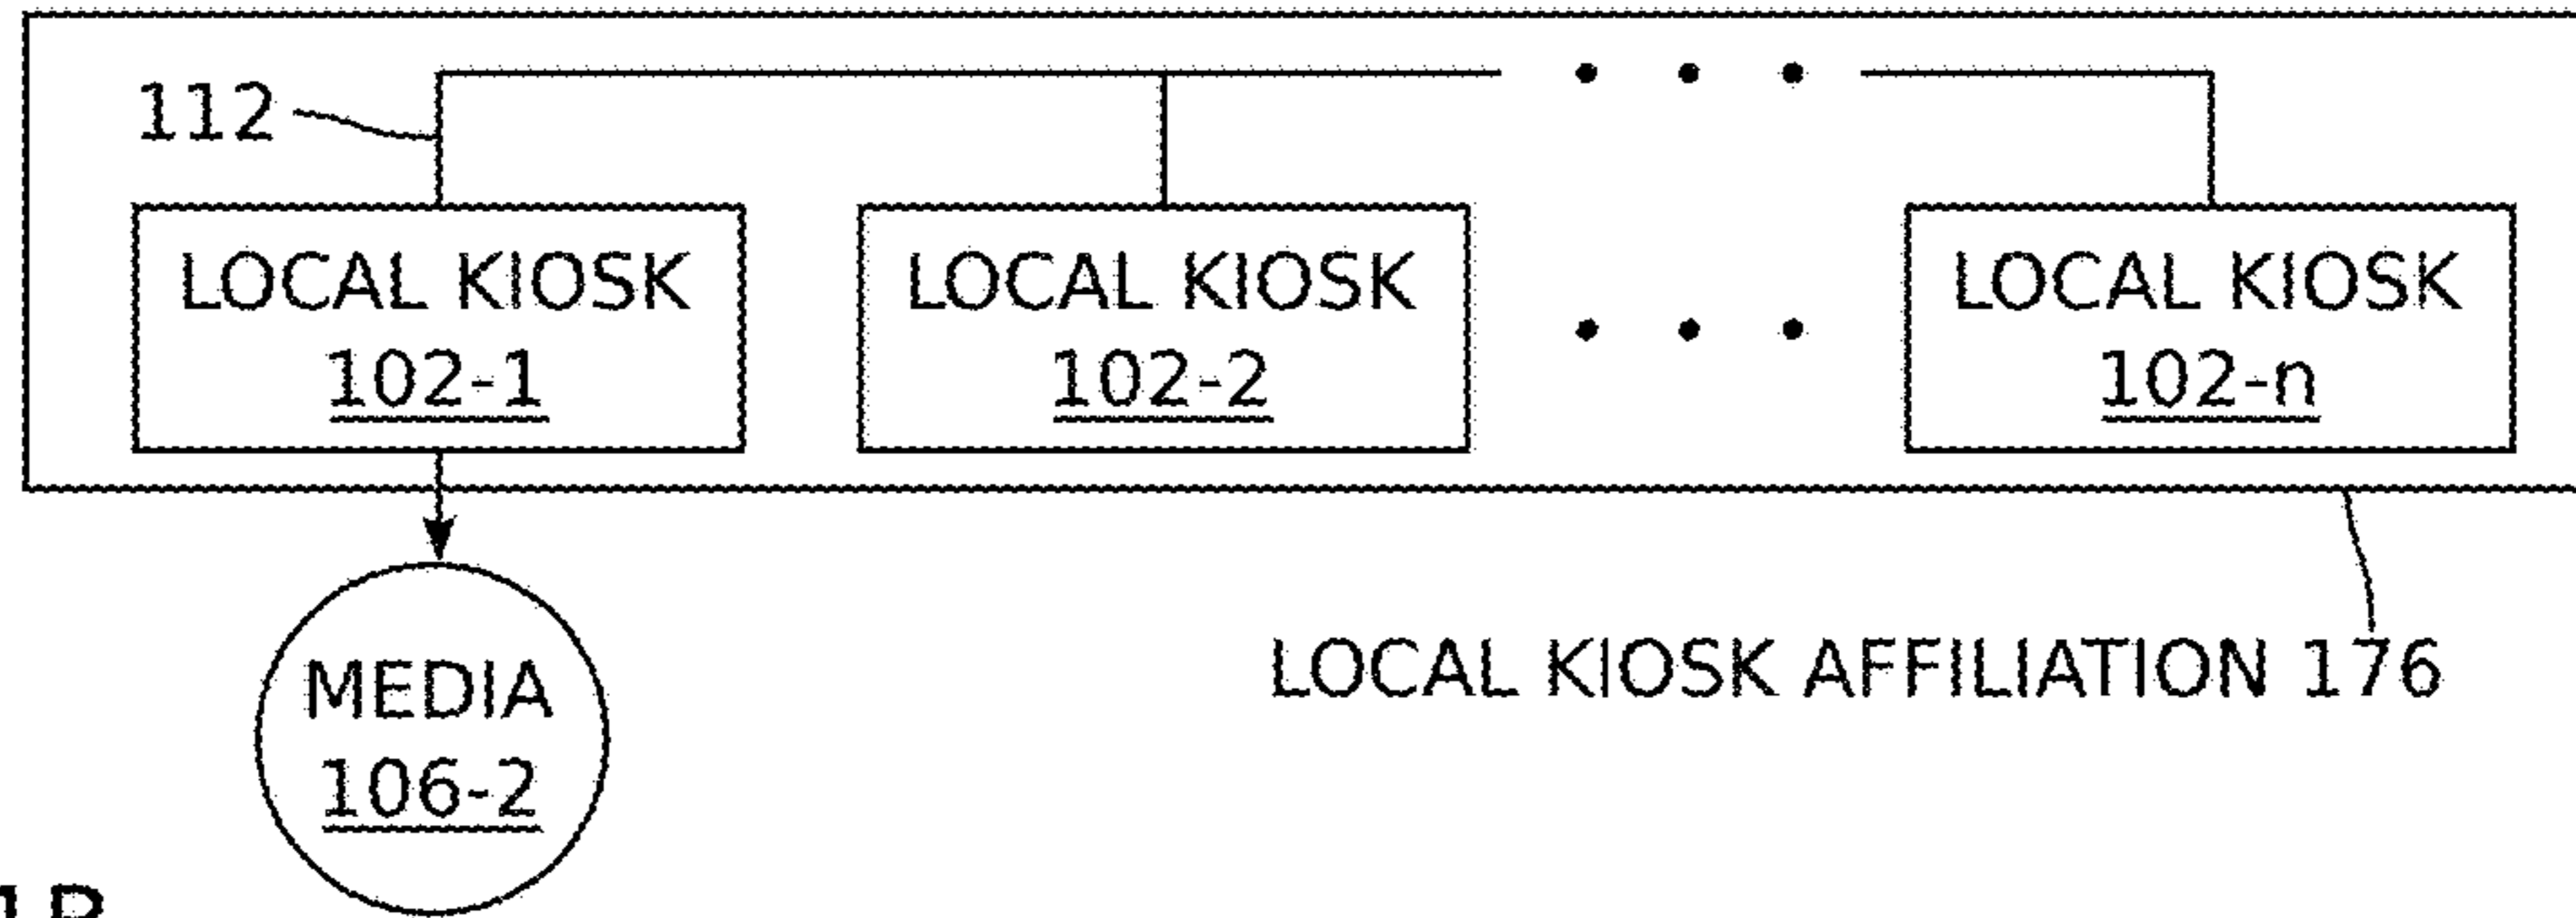 112
LOCAL KIOSK
102-1
LOCAL KIOSK
102-2
LOCAL KIOSK
102-n
MEDIA
106-2
LOCAL KIOSK AFFILIATION 176